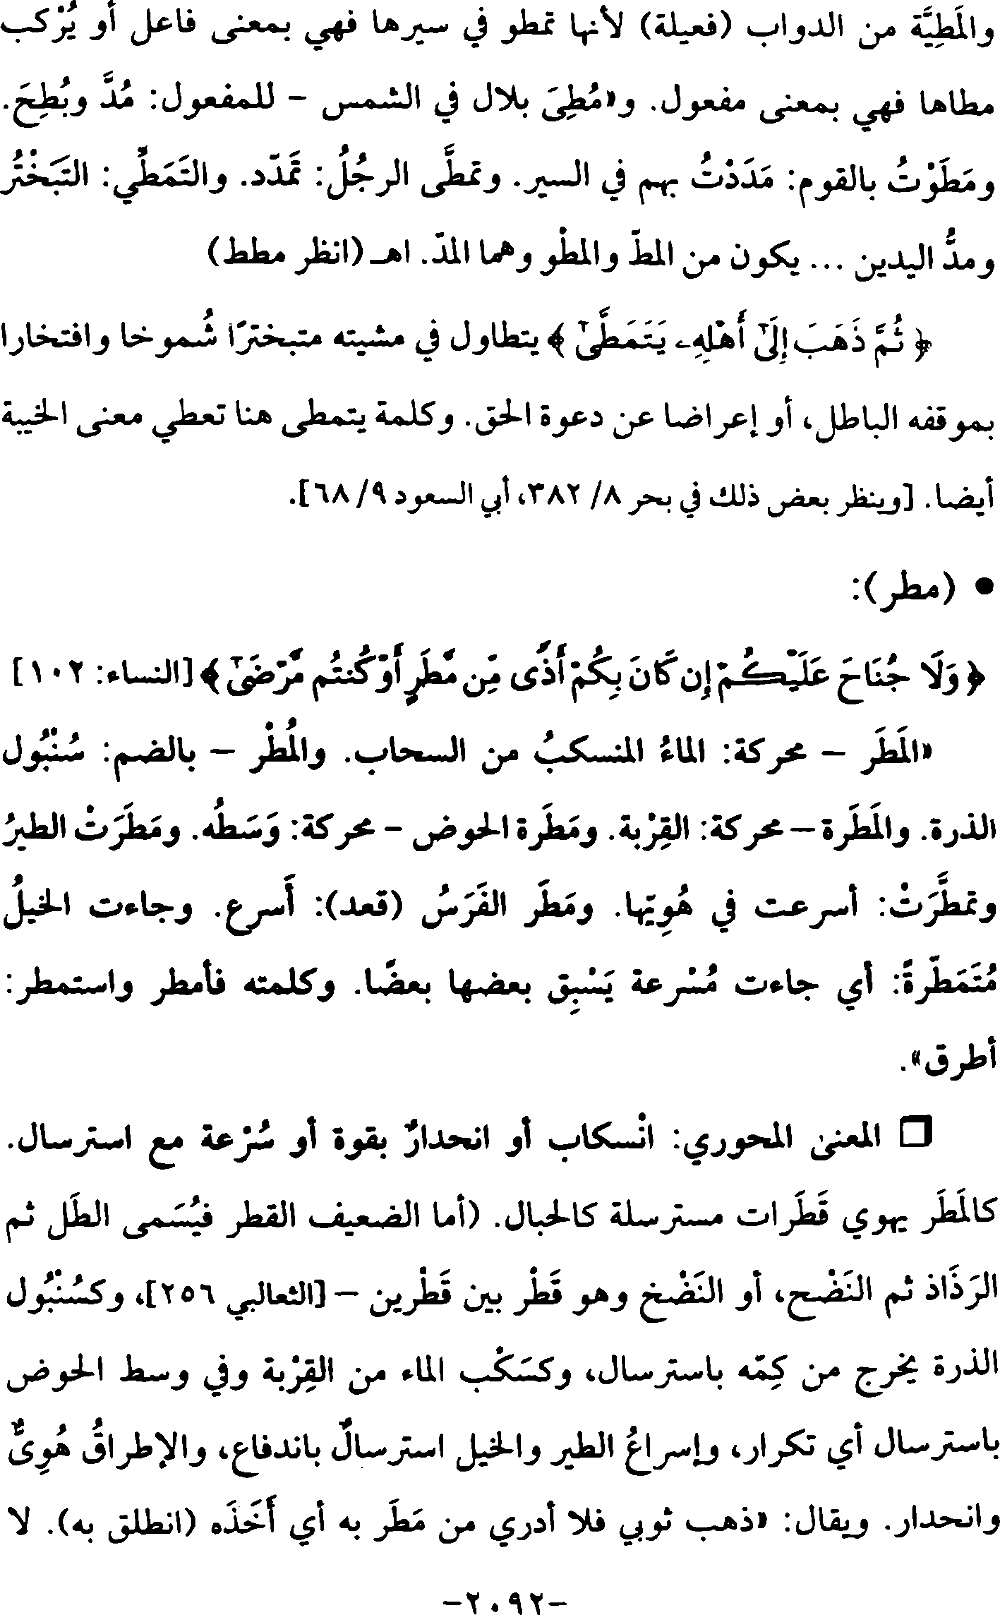 والمَطِيَّة من الدواب (فعيلة) لأنها تمطو في سيرها فهي بمعنى فاعل أو يُرْكب
مطاها فهي بمعنى مفعول. و«مُطِىَ بلال في الشمس – للمفعول: مُدَّ وبُطِحَ.
ومَطَوْتُ بالقوم: مَدَدْتُ بهم في السير. وتمطَّى الرجُلُ: تمَدّد. والتَمَطِّي: التَبَخْتُر
ومدُّ اليدين ... يكون من المطّ والمطْو وهما المدّ. اهـ (انظر مطط)
﴿ ثُمَّ ذَهَبَ إِلَىٰٓ أَهْلِهِۦ يَتَمَطَّىٰٓ ﴾ يتطاول في مشيته متبخترًا شُموخا وافتخارا
بموقفه الباطل، أو إعراضا عن دعوة الحق. وكلمة يتمطى هنا تعطي معنى الخيبة
أيضا. [وينظر بعض ذلك في بحر ٨/ ٣٨٢، أبي السعود ٩/ ٦٨].
• (مطر):
﴿ وَلَا جُنَاحَ عَلَيْكُمْ إِن كَانَ بِكُمْ أَذًى مِّن مَّطَرٍ أَوْ كُنتُم مَّرْضَىٰٓ ﴾ [النساء: ١٠٢]
«المَطَر – محركة: الماءُ المنسكبُ من السحاب. والمُطْر – بالضم: سُنْبُول
الذرة. والمَطَرة – محركة: القِرْبة. ومَطَرة الحوض – محركة: وَسَطُه. ومَطَرَتْ الطيرُ
وتمطَّرَتْ: أسرعت في هُوِيّها. ومَطَر الفَرَسُ (قعد): أَسرع. وجاءت الخيلُ
مُتَمَطّرةً: أي جاءت مُسْرعة يَسْبِق بعضها بعضًا. وكلمته فأمطر واستمطر:
أطرق».
□ المعنىٰ المحوري: انْسكاب أو انحدارٌ بقوة أو سُرْعة مع استرسال.
كالمَطَر يهوي قَطَرات مسترسلة كالحبال. (أما الضعيف القطر فيُسَمى الطَل ثم
الرَذَاذ ثم النَضْح، أو النَضْخ وهو قَطْر بين قَطْرين – [الثعالبي ٢٥٦]، وكسُنْبُول
الذرة يخرج من كِمّه باسترسال، وكسَكْب الماء من القِرْبة وفي وسط الحوض
باسترسال أي تكرار، وإسراعُ الطير والخيل استرسالٌ باندفاع، والإطراقُ هُوِىٌّ
وانحدار. ويقال: «ذهب ثوبي فلا أدري من مَطَر به أي أَخَذَه (انطلق به). لا
-٢٠٩٢-